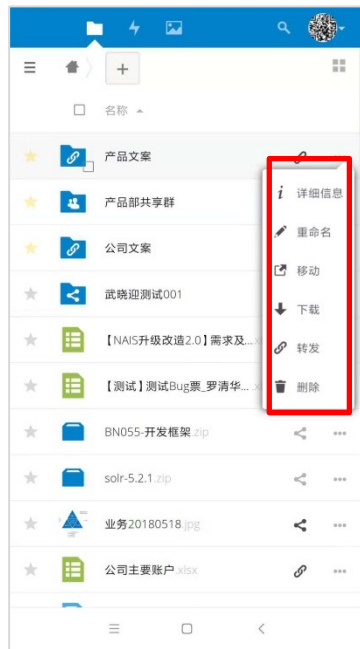 名称
产品文案
产品部共享群
详细信息
重命名
公司文案
移动
武晓迎测试001
下载
【NAIS升级改造2.0】需求及...
转发
【测试】测试Bug票_罗清华...
删除
BN055-开发框架.zip
solr-5.2.1.zip
业务20180518.jpg
公司主要账户.xlsx